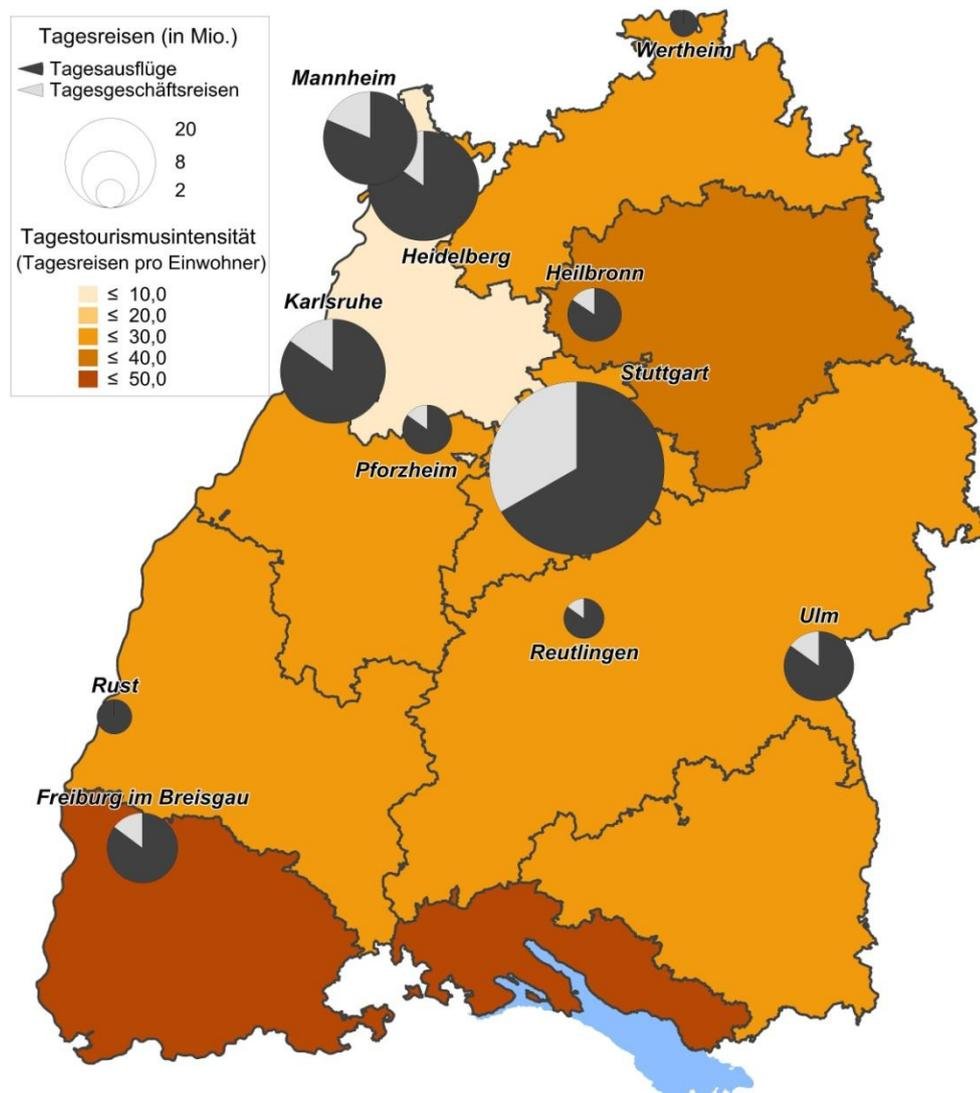 Tagesreisen (in Mio.)
Tagesausflüge
Tagesgeschäftsreisen
20
8
2
Tagestourismusintensität
(Tagesreisen pro Einwohner)
≤ 10,0
≤ 20,0
≤ 30,0
≤ 40,0
≤ 50,0
Wertheim
Mannheim
Heidelberg
Heilbronn
Karlsruhe
Stuttgart
Pforzheim
Ulm
Reutlingen
Rust
Freiburg im Breisgau